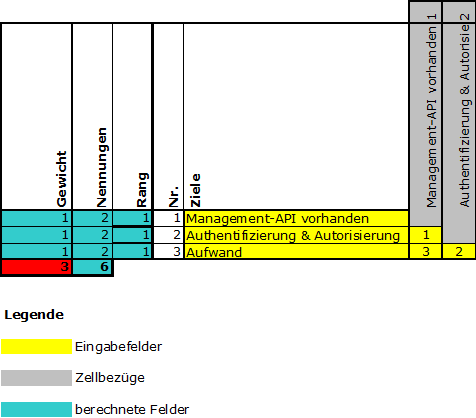 Gewicht Nennungen Rang Nr. Ziele Management-API vorhanden 1 Authentifizierung & Autorisie 2
1 2 1 1 Management-API vorhanden
1 2 1 2 Authentifizierung & Autorisierung 1
1 2 1 3 Aufwand 3 2
3 6
Legende
Eingabefelder
Zellbezüge
berechnete Felder